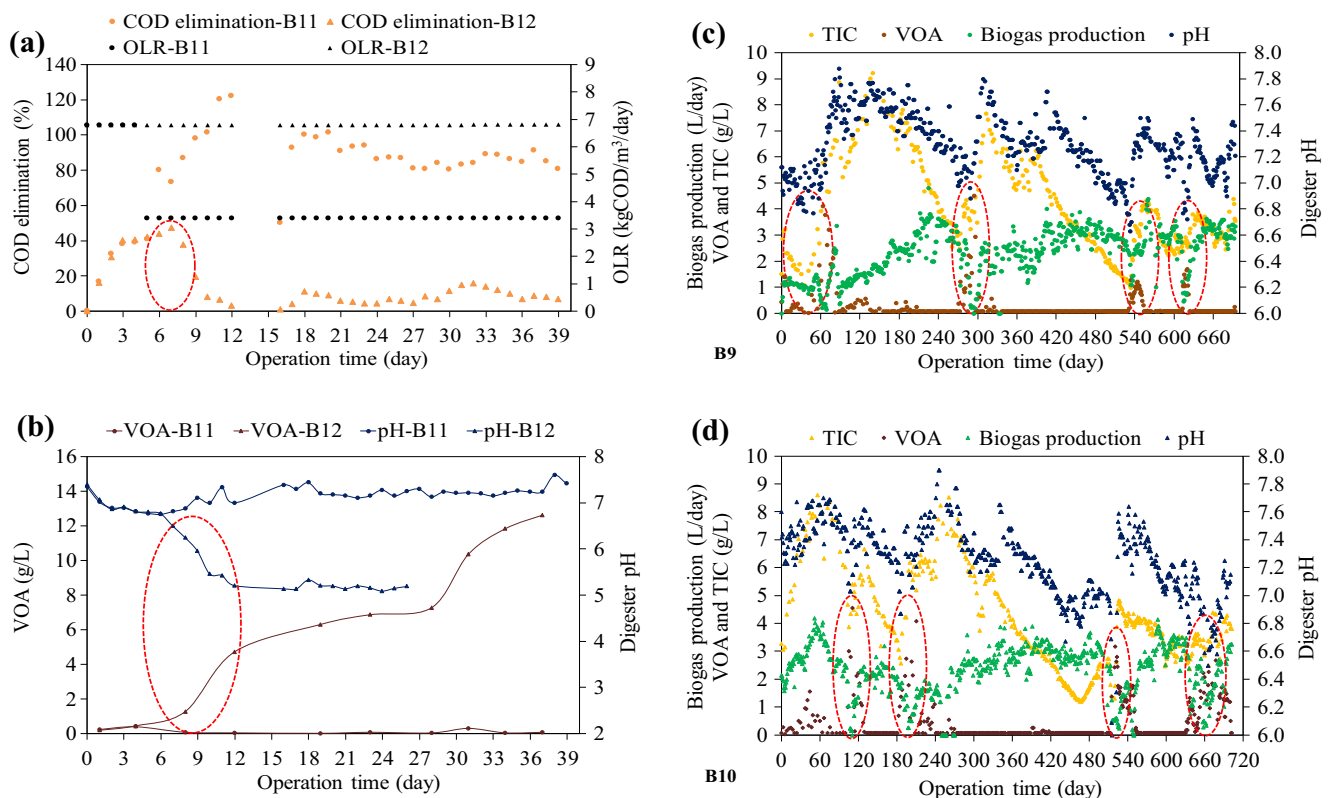 (a)
COD elimination-B11 COD elimination-B12
OLR-B11 OLR-B12
COD elimination (%)
140
120
100
80
60
40
20
0
9
8
7
6
5
4
3
2
1
0
OLR (kgCOD/m³/day)
0 3 6 9 12 15 18 21 24 27 30 33 36 39
Operation time (day)
(b)
VOA-B11 VOA-B12 pH-B11 pH-B12
VOA (g/L)
16
14
12
10
8
6
4
2
0
8
7
6
5
4
3
2
Digester pH
0 3 6 9 12 15 18 21 24 27 30 33 36 39
Operation time (day)
(c)
TIC VOA Biogas production pH
Biogas production (L/day)
VOA and TIC (g/L)
10
9
8
7
6
5
4
3
2
1
0
8.0
7.8
7.6
7.4
7.2
7.0
6.8
6.6
6.4
6.2
6.0
Digester pH
0 60 120 180 240 300 360 420 480 540 600 660
B9
Operation time (day)
(d)
TIC VOA Biogas production pH
Biogas production (L/day)
VOA and TIC (g/L)
10
9
8
7
6
5
4
3
2
1
0
8.0
7.8
7.6
7.4
7.2
7.0
6.8
6.6
6.4
6.2
6.0
Digester pH
0 60 120 180 240 300 360 420 480 540 600 660 720
B10
Operation time (day)